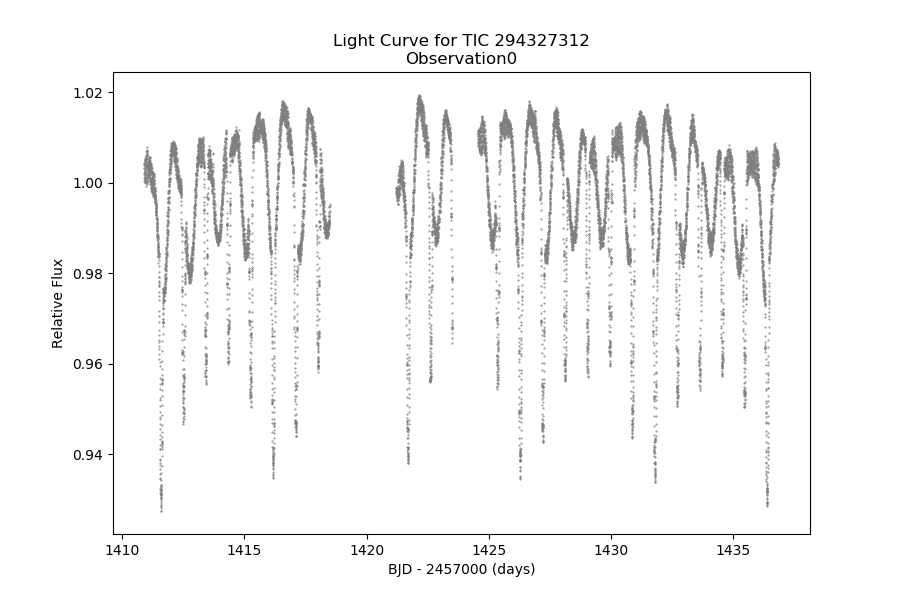 Light Curve for TIC 294327312
Observation0
1.02
1.00
0.98
0.96
0.94
Relative Flux
1410 1415 1420 1425 1430 1435
BJD - 2457000 (days)